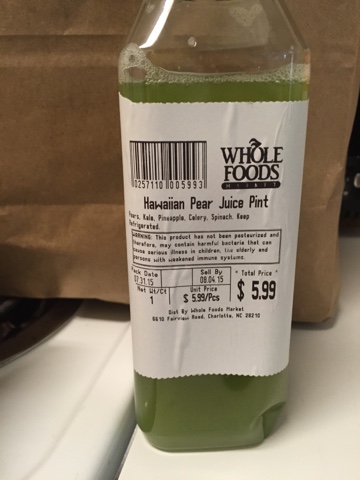 0257110 005993
WHOLE
FOODS
MARKET
Hawaiian Pear Juice Pint
Pears, Kale, Pineapple, Celery, Spinach. Keep
Refrigerated.
WARNING: This product has not been pasteurized and
therefore, may contain harmful bacteria that can
cause serious illness in children, the elderly and
persons with weakened immune systems.
Pack Date
07.31.15
Sell By
08.04.15
* Total Price *
$ 5.99
Net Wt/Ct
1
Unit Price
$ 5.99/Pcs
Dist By Whole Foods Market
6610 Fairview Road, Charlotte, NC 28210